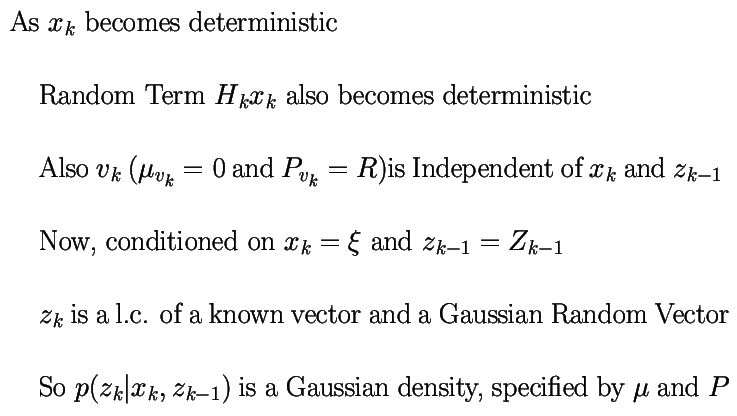 As $x_k$ becomes deterministic
Random Term $H_k x_k$ also becomes deterministic
Also $v_k$ ($\mu_{v_k} = 0$ and $P_{v_k} = R$)is Independent of $x_k$ and $z_{k-1}$
Now, conditioned on $x_k = \xi$ and $z_{k-1} = Z_{k-1}$
$z_k$ is a l.c. of a known vector and a Gaussian Random Vector
So $p(z_k|x_k, z_{k-1})$ is a Gaussian density, specified by $\mu$ and $P$